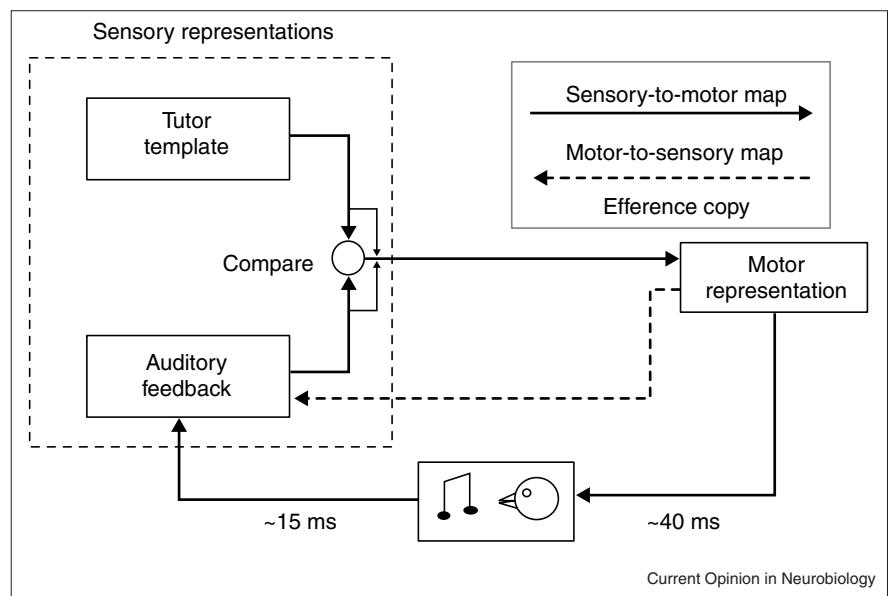 Sensory representations
Tutor
template
Sensory-to-motor map
Motor-to-sensory map
Efference copy
Compare
Motor
representation
Auditory
feedback
~15 ms
~40 ms
Current Opinion in Neurobiology